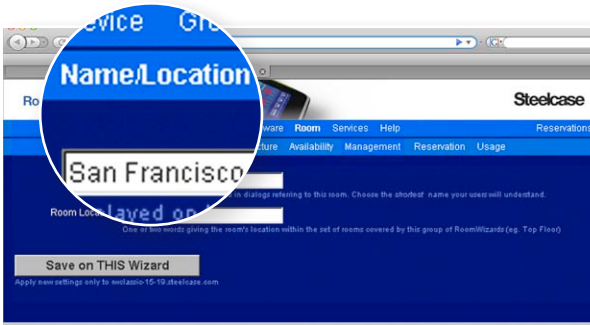 evice Gr
Name/Location
Ro
Steelcase
ware Room Services Help Reservations
cture Availability Management Reservation Usage
San Francisco
in dialogs referring to this room. Choose the shortest name your users will understand.
Room Loca
layed on
One or two words giving the room's location within the set of rooms covered by this group of RoomWizards (eg. Top Floor)
Save on THIS Wizard
Apply new settings only to